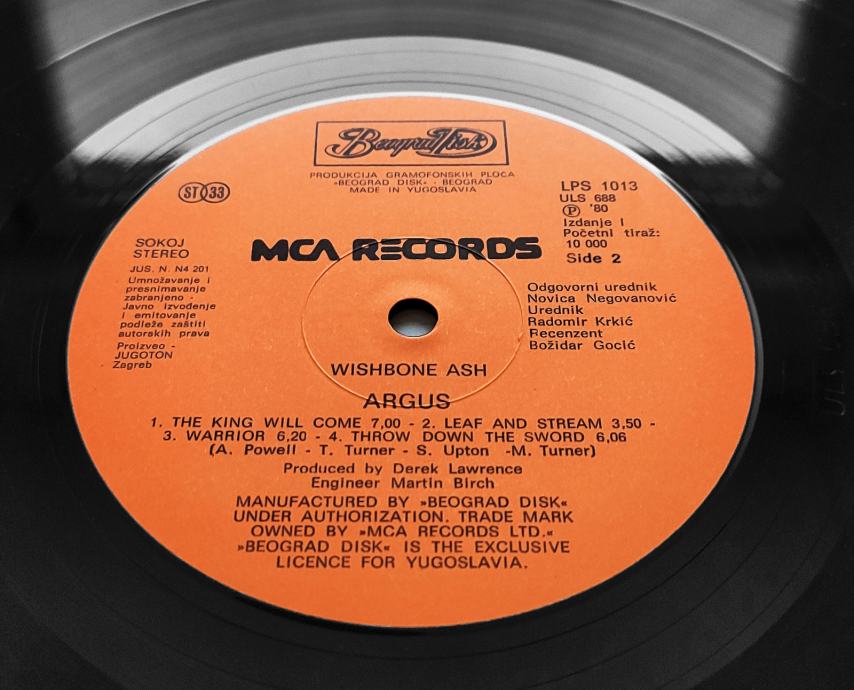 Beograd Disk
PRODUKCIJA GRAMOFONSKIH PLOČA
»BEOGRAD DISK« - BEOGRAD
MADE IN YUGOSLAVIA
ST 33
LPS 1013
ULS 688
Ⓟ '80
Izdanje I
Početni tiraž:
10 000
Side 2
SOKOJ
STEREO
MCA RECORDS
JUS. N. N4 201
Umnožavanje i
presnimavanje
zabranjeno -
Javno izvođenje
i emitovanje
podleže zaštiti
autorskih prava
Proizveo -
JUGOTON
Zagreb
Odgovorni urednik
Novica Negovanović
Urednik
Radomir Krkić
Recenzent
Božidar Gocić
WISHBONE ASH
ARGUS
1. THE KING WILL COME 7,00 - 2. LEAF AND STREAM 3,50 -
3. WARRIOR 6,20 - 4. THROW DOWN THE SWORD 6,06
(A. Powell - T. Turner - S. Upton -M. Turner)
Produced by Derek Lawrence
Engineer Martin Birch
MANUFACTURED BY »BEOGRAD DISK«
UNDER AUTHORIZATION. TRADE MARK
OWNED BY »MCA RECORDS LTD.«
»BEOGRAD DISK« IS THE EXCLUSIVE
LICENCE FOR YUGOSLAVIA.